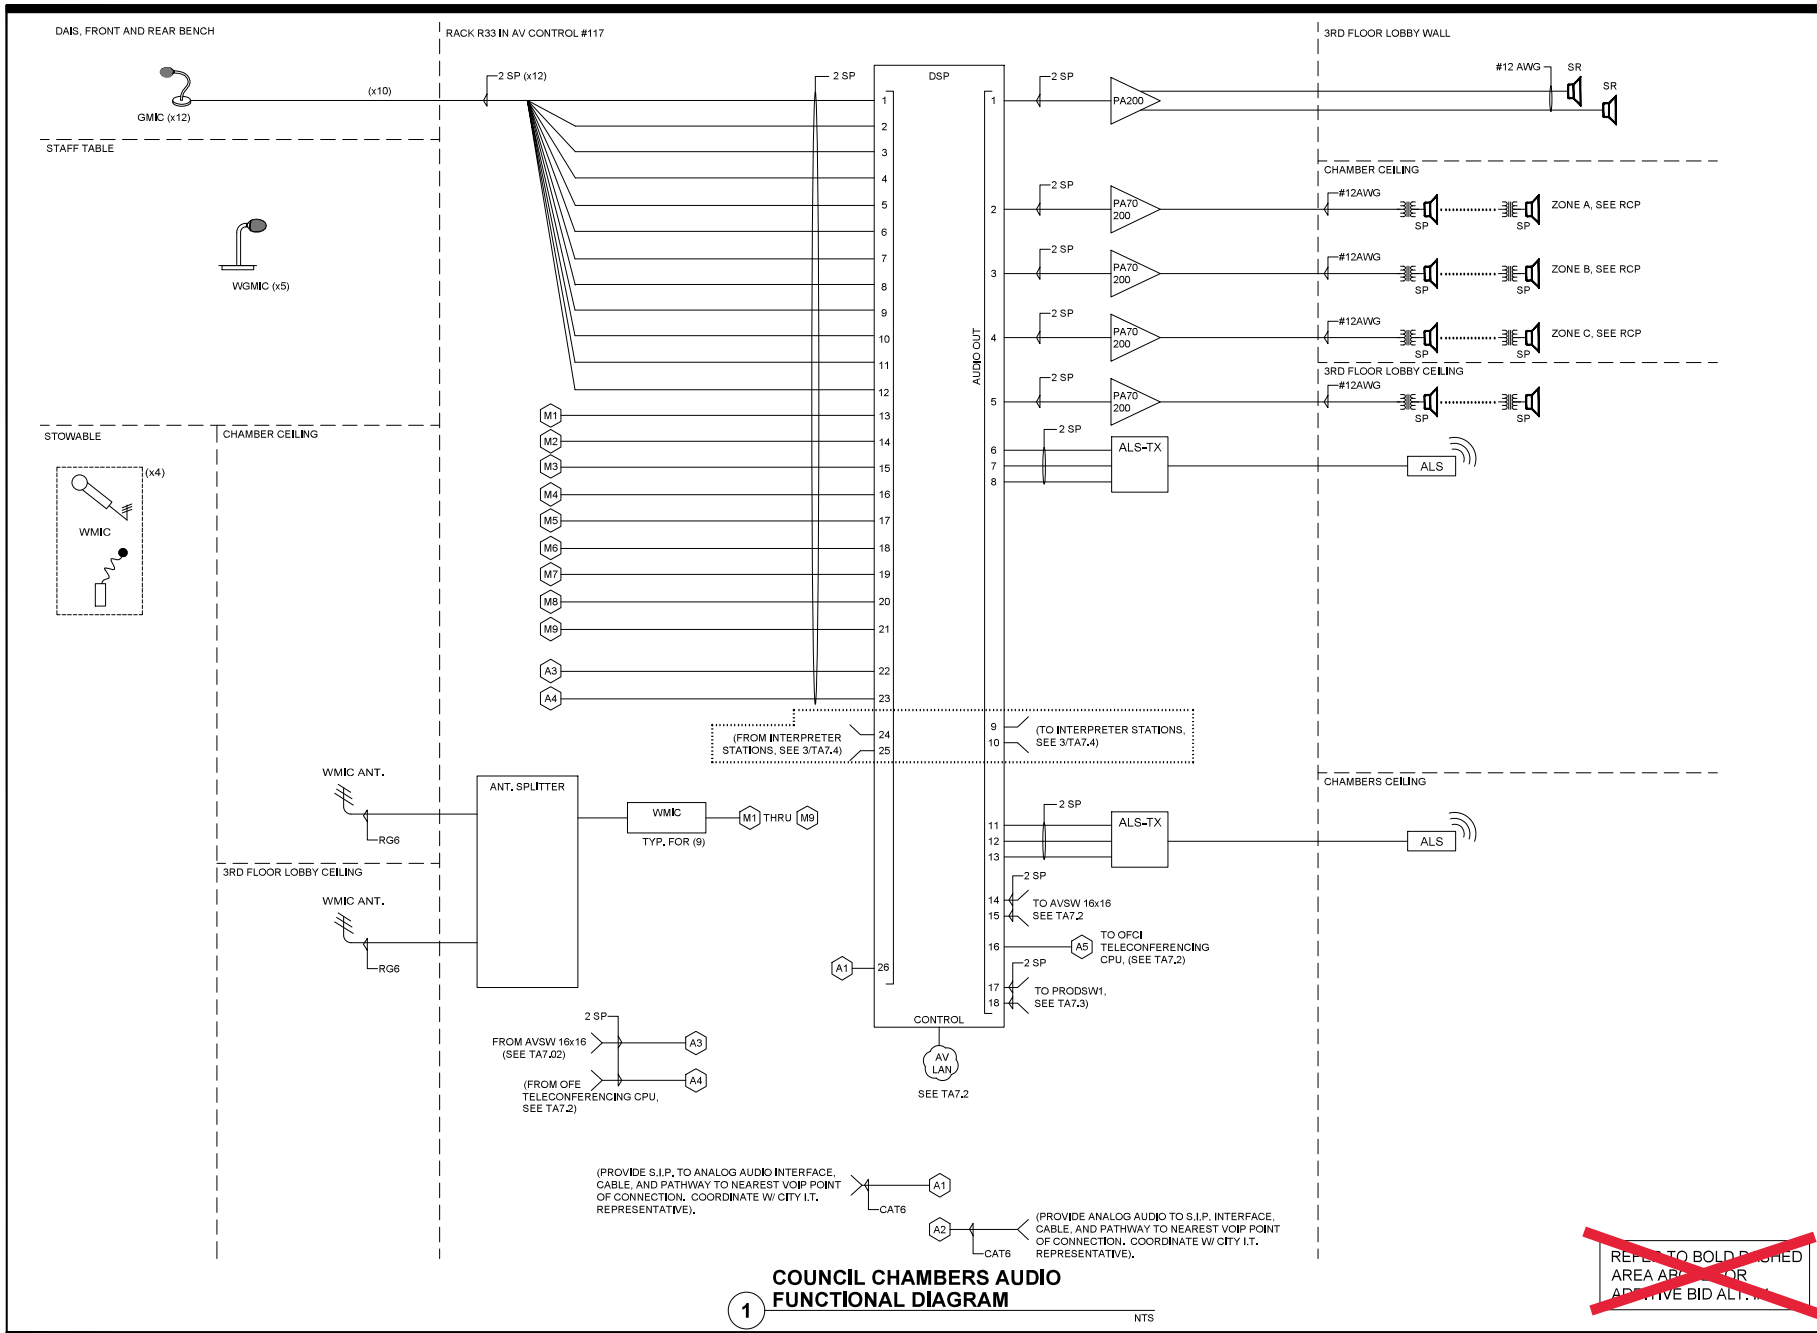 DAIS, FRONT AND REAR BENCH
GMIC (x12)
(x10)
STAFF TABLE
WGMIC (x5)
STOWABLE
(x4)
WMIC
CHAMBER CEILING
WMIC ANT.
RG6
3RD FLOOR LOBBY CEILING
WMIC ANT.
RG6
RACK R33 IN AV CONTROL #117
2 SP (x12)
2 SP
DSP
1
2
3
4
5
6
7
8
9
10
11
12
M1
13
M2
14
M3
15
M4
16
M5
17
M6
18
M7
19
M8
20
M9
21
A3
22
A4
23
(FROM INTERPRETER
STATIONS, SEE 3/TA7.4)
24
25
A1
26
ANT. SPLITTER
WMIC
TYP. FOR (9)
M1 THRU M9
2 SP
FROM AVSW 16x16
(SEE TA7.02)
A3
(FROM OFE
TELECONFERENCING CPU,
SEE TA7.2)
A4
AUDIO OUT
1
2 SP
PA200
2
2 SP
PA70
200
3
2 SP
PA70
200
4
2 SP
PA70
200
5
2 SP
PA70
200
2 SP
6
7
8
ALS-TX
9
10
(TO INTERPRETER STATIONS,
SEE 3/TA7.4)
2 SP
11
12
13
ALS-TX
2 SP
14
15
TO AVSW 16x16
SEE TA7.2
16
A5
TO OFCI
TELECONFERENCING
CPU, (SEE TA7.2)
2 SP
17
18
TO PRODSW1,
SEE TA7.3)
CONTROL
AV
LAN
SEE TA7.2
3RD FLOOR LOBBY WALL
#12 AWG
SR
SR
CHAMBER CEILING
#12AWG
SP
SP
ZONE A, SEE RCP
#12AWG
SP
SP
ZONE B, SEE RCP
#12AWG
SP
SP
ZONE C, SEE RCP
3RD FLOOR LOBBY CEILING
#12AWG
SP
SP
ALS
CHAMBERS CEILING
ALS
(PROVIDE S.I.P. TO ANALOG AUDIO INTERFACE,
CABLE, AND PATHWAY TO NEAREST VOIP POINT
OF CONNECTION. COORDINATE W/ CITY I.T.
REPRESENTATIVE).
A1
CAT6
A2
CAT6
(PROVIDE ANALOG AUDIO TO S.I.P. INTERFACE,
CABLE, AND PATHWAY TO NEAREST VOIP POINT
OF CONNECTION. COORDINATE W/ CITY I.T.
REPRESENTATIVE).
1
COUNCIL CHAMBERS AUDIO
FUNCTIONAL DIAGRAM
NTS
TO BOLD
AREA
BID ALT.